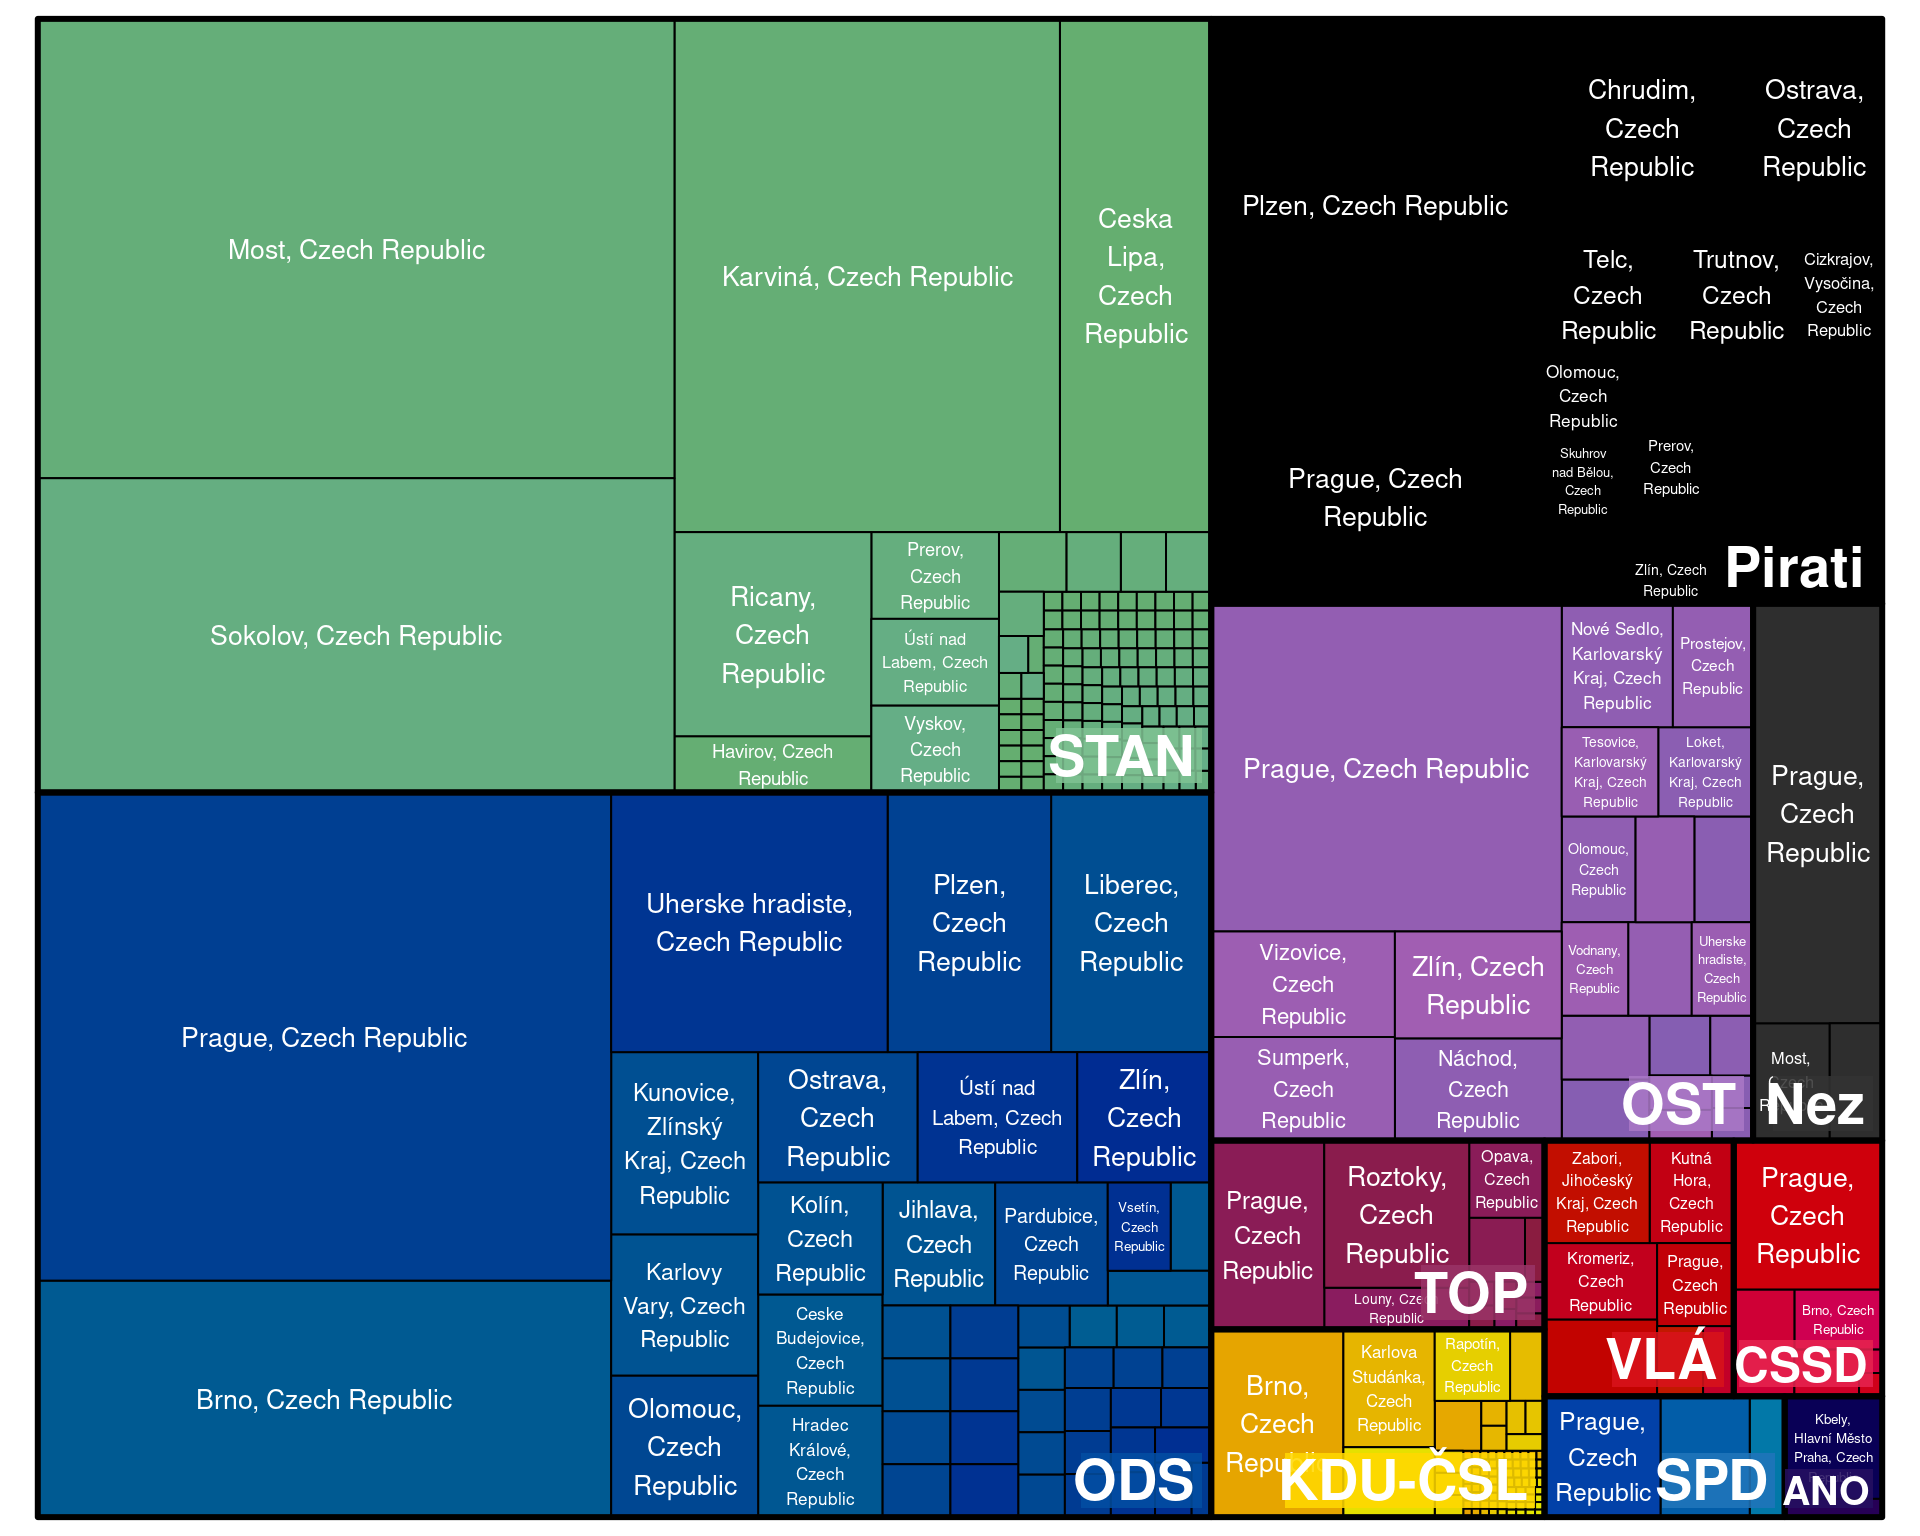 Most, Czech Republic
Sokolov, Czech Republic
Karviná, Czech Republic
Ceska
Lipa,
Czech
Republic
Ricany,
Czech
Republic
Havirov, Czech
Republic
Prerov,
Czech
Republic
Ústí nad
Labem, Czech
Republic
Vyskov,
Czech
Republic
STAN
Plzen, Czech Republic
Chrudim,
Czech
Republic
Ostrava,
Czech
Republic
Telc,
Czech
Republic
Trutnov,
Czech
Republic
Cizkrajov,
Vysočina,
Czech
Republic
Prague, Czech
Republic
Olomouc,
Czech
Republic
Skuhrov
nad Bělou,
Czech
Republic
Prerov,
Czech
Republic
Zlín, Czech
Republic
Pirati
Prague, Czech Republic
Brno, Czech Republic
Uherske hradiste,
Czech Republic
Plzen,
Czech
Republic
Liberec,
Czech
Republic
Kunovice,
Zlínský
Kraj, Czech
Republic
Karlovy
Vary, Czech
Republic
Olomouc,
Czech
Republic
Ostrava,
Czech
Republic
Ústí nad
Labem, Czech
Republic
Zlín,
Czech
Republic
Kolín,
Czech
Republic
Ceske
Budejovice,
Czech
Republic
Hradec
Králové,
Czech
Republic
Jihlava,
Czech
Republic
Pardubice,
Czech
Republic
Vsetín,
Czech
Republic
ODS
Prague, Czech Republic
Vizovice,
Czech
Republic
Sumperk,
Czech
Republic
Zlín, Czech
Republic
Náchod,
Czech
Republic
Nové Sedlo,
Karlovarský
Kraj, Czech
Republic
Prostejov,
Czech
Republic
Tesovice,
Karlovarský
Kraj, Czech
Republic
Loket,
Karlovarský
Kraj, Czech
Republic
Olomouc,
Czech
Republic
Vodnany,
Czech
Republic
Uherske
hradiste,
Czech
Republic
OST
Prague,
Czech
Republic
Most,
Czech
Nez
Prague,
Czech
Republic
Roztoky,
Czech
Republic
Opava,
Czech
Republic
Louny, Czech
Republic
TOP
Zabori,
Jihočeský
Kraj, Czech
Republic
Kutná
Hora,
Czech
Republic
Kromeriz,
Czech
Republic
Prague,
Czech
Republic
VLÁ
Prague,
Czech
Republic
Brno, Czech
Republic
CSSD
Brno,
Czech
Republic
Karlova
Studánka,
Czech
Republic
Rapotín,
Czech
Republic
KDU-ČSL
Prague,
Czech
Republic
SPD
Kbely,
Hlavní Město
Praha, Czech
ANO